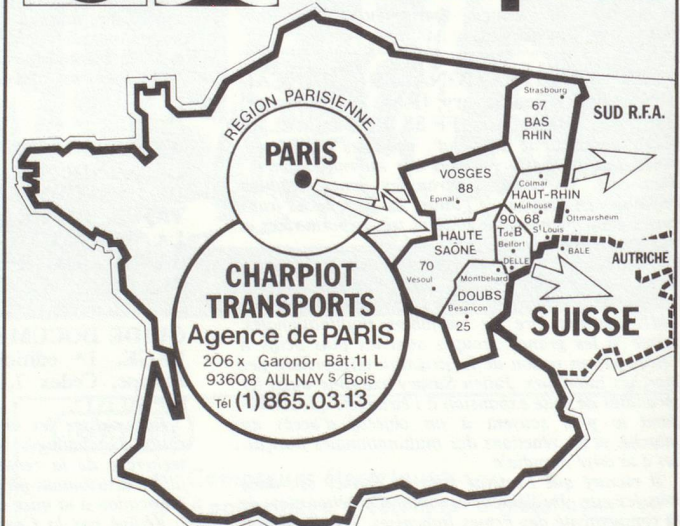 RÉGION PARISIENNE
PARIS
CHARPIOT
TRANSPORTS
Agence de PARIS
206 x Garonor Bât. 11 L
93608 AULNAY S/Bois
Tél (1) 865.03.13
Strasbourg
67
BAS
RHIN
SUD R.F.A.
VOSGES
88
Epinal
Colmar
HAUT-RHIN
Mulhouse
68
Ottmarsheim
St Louis
90
T de B
Belfort
DELLE
HAUTE
SAÔNE
70
Vesoul
Montbeliard
DOUBS
Besançon
25
BALE
AUTRICHE
SUISSE